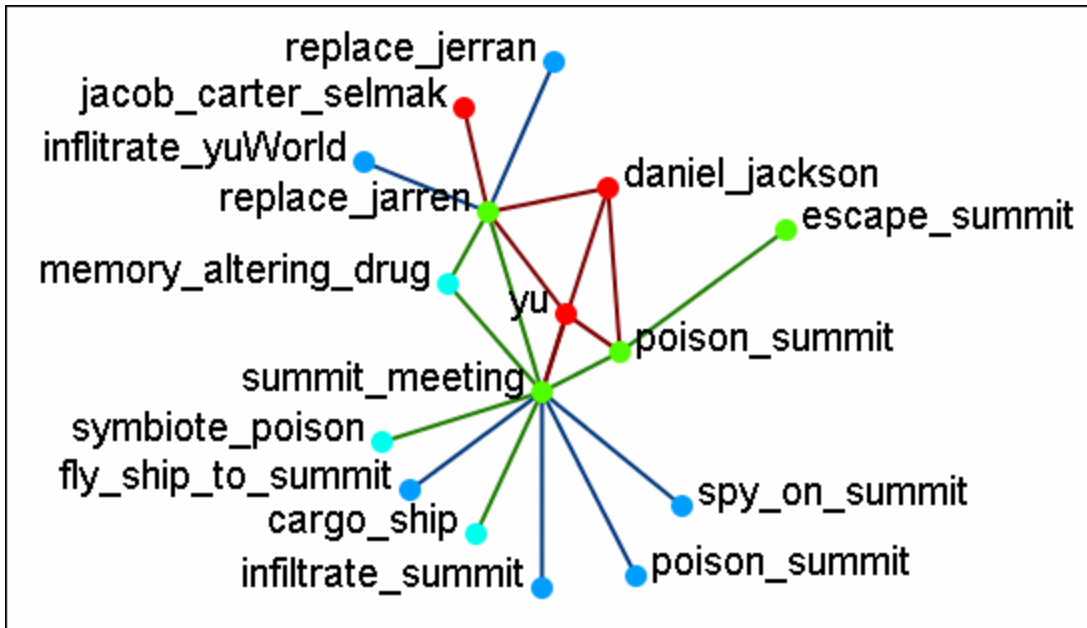 replace_jerran
jacob_carter_selmak
inflitrate_yuWorld
daniel_jackson
replace_jarren
escape_summit
memory_altering_drug
yu
poison_summit
summit_meeting
symbiote_poison
fly_ship_to_summit
spy_on_summit
cargo_ship
poison_summit
infiltrate_summit